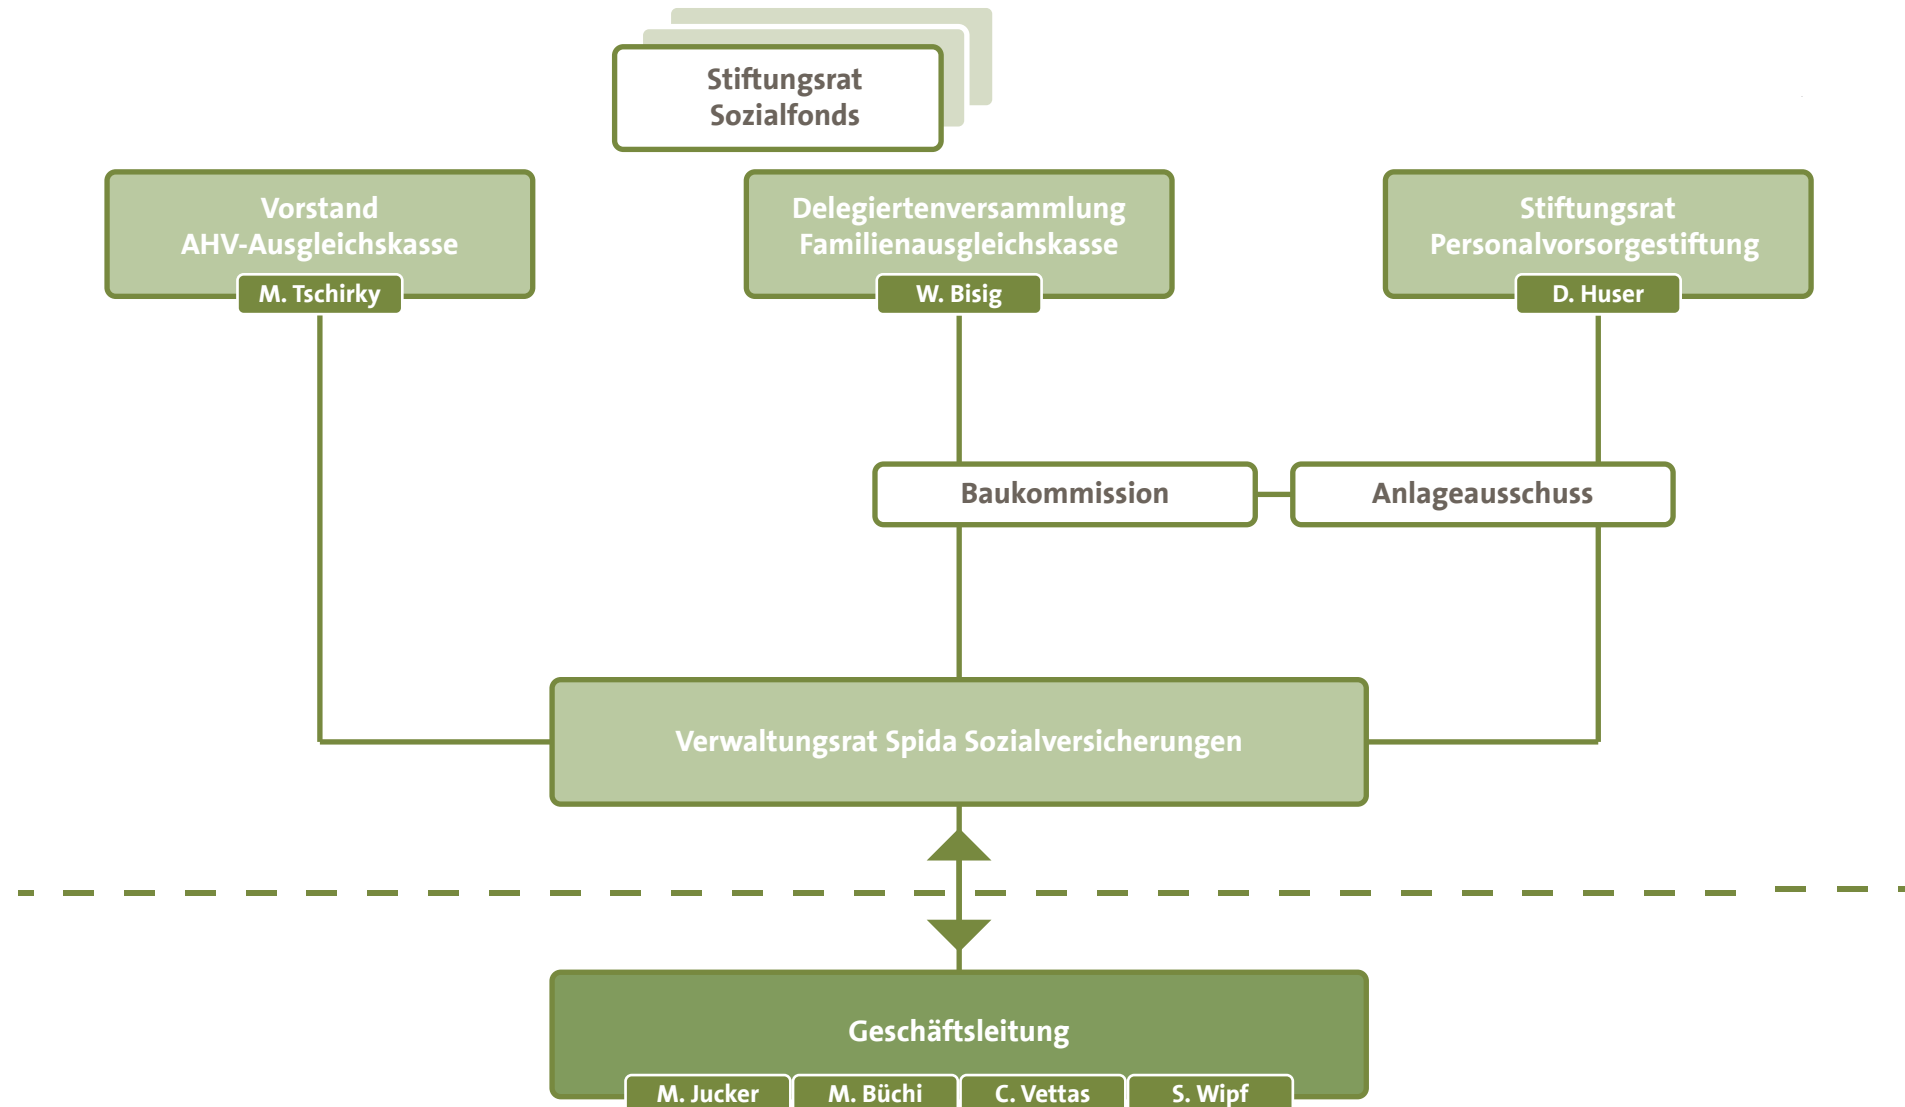 Stiftungsrat
Sozialfonds
Vorstand
AHV-Ausgleichskasse
M. Tschirky
Delegiertenversammlung
Familienausgleichskasse
W. Bisig
Stiftungsrat
Personalvorsorgestiftung
D. Huser
Baukommission
Anlageausschuss
Verwaltungsrat Spida Sozialversicherungen
Geschäftsleitung
M. Jucker
M. Büchi
C. Vettas
S. Wipf